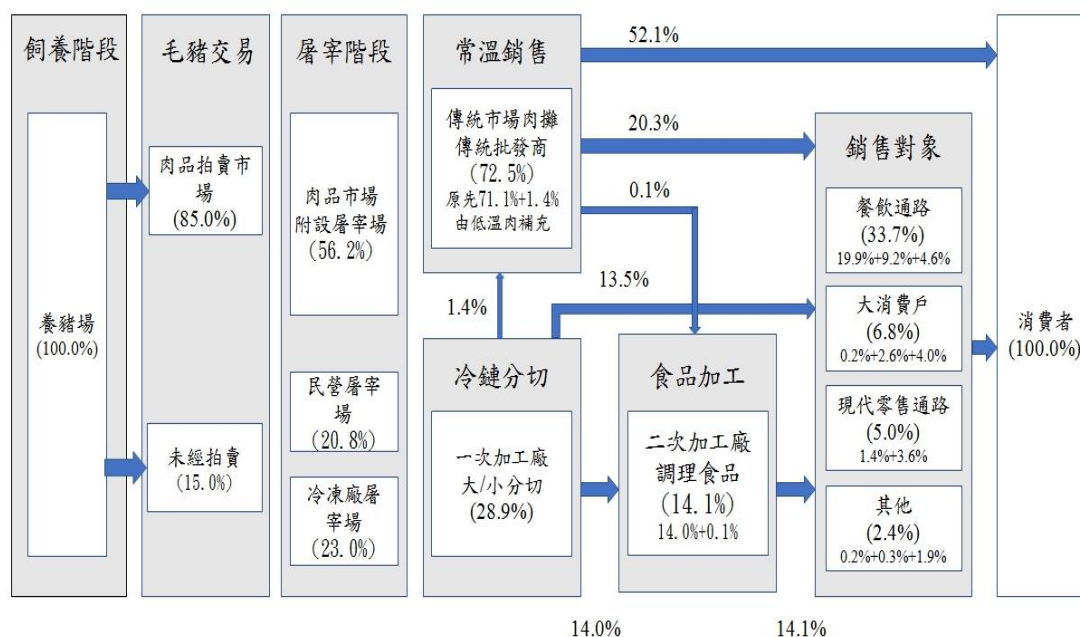 飼養階段
養豬場
(100.0%)
毛豬交易
肉品拍賣市
場
(85.0%)
未經拍賣
(15.0%)
屠宰階段
肉品市場
附設屠宰場
(56.2%)
民營屠宰
場
(20.8%)
冷凍廠屠
宰場
(23.0%)
常溫銷售
傳統市場肉攤
傳統批發商
(72.5%)
原先71.1%+1.4%
由低溫肉補充
52.1%
20.3%
0.1%
1.4%
13.5%
冷鏈分切
一次加工廠
大/小分切
(28.9%)
食品加工
二次加工廠
調理食品
(14.1%)
14.0%+0.1%
銷售對象
餐飲通路
(33.7%)
19.9%+9.2%+4.6%
大消費戶
(6.8%)
0.2%+2.6%+4.0%
現代零售通路
(5.0%)
1.4%+3.6%
其他
(2.4%)
0.2%+0.3%+1.9%
消費者
(100.0%)
14.0%
14.1%